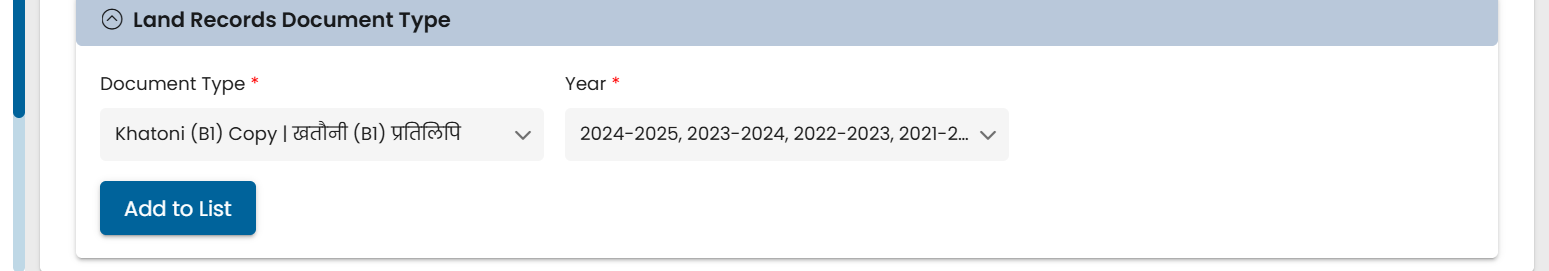 Land Records Document Type
Document Type * Year *
Khatoni (B1) Copy | खतौनी (B1) प्रतिलिपि 2024-2025, 2023-2024, 2022-2023, 2021-2...
Add to List